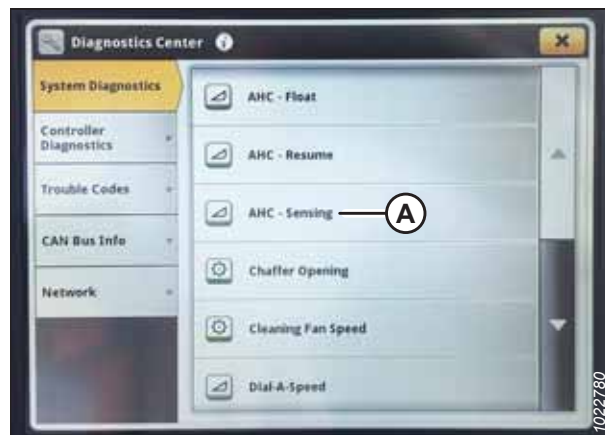 Diagnostics Center
System Diagnostics
Controller
Diagnostics
Trouble Codes
CAN Bus Info
Network
AHC - Float
AHC - Resume
AHC - Sensing
A
Chaffer Opening
Cleaning Fan Speed
Dial-A-Speed
1022780